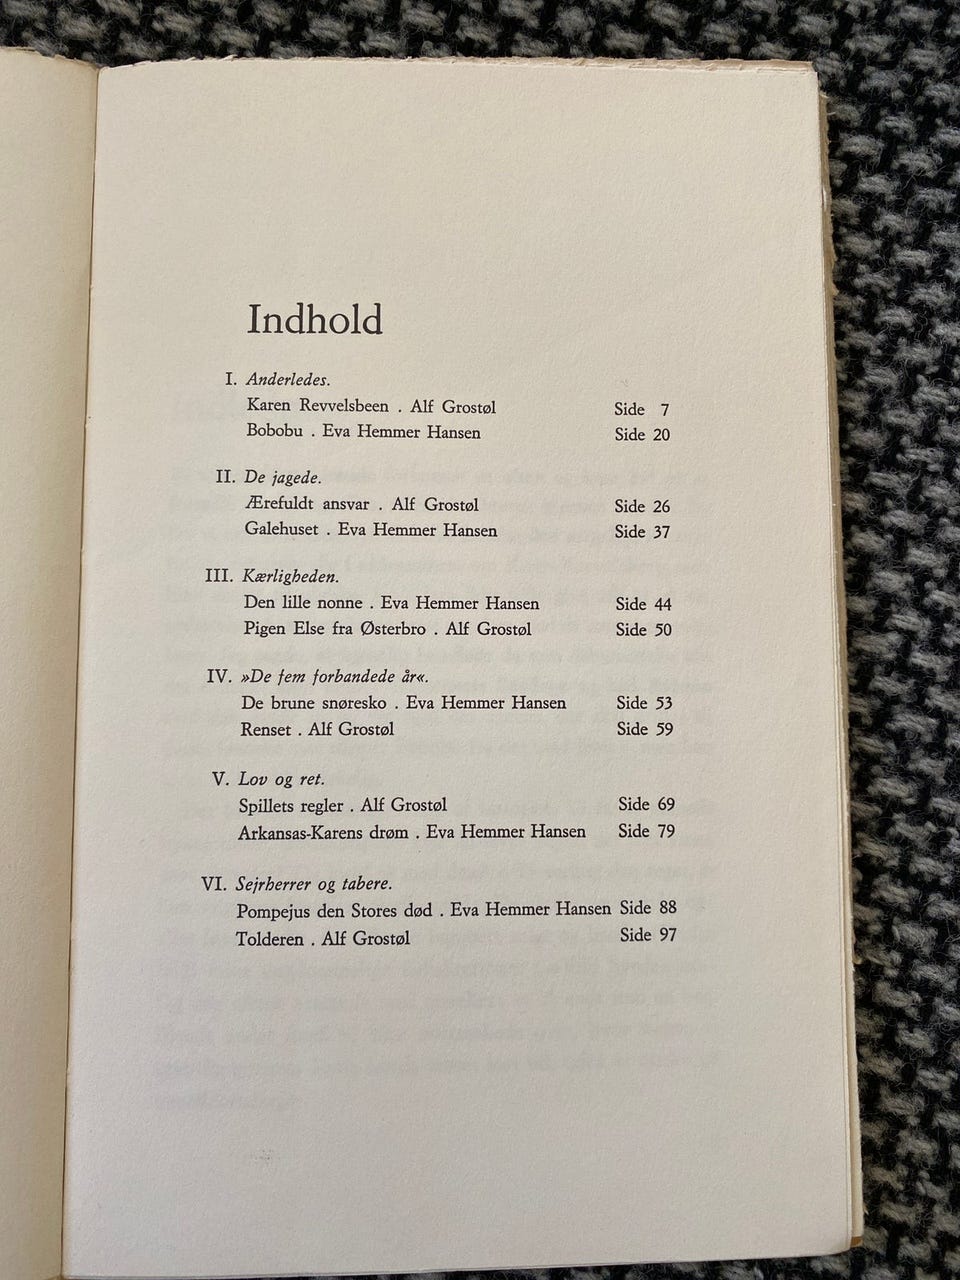 Indhold
I. Anderledes.
Karen Revvelsbeen . Alf Grostøl Side 7
Bobobu . Eva Hemmer Hansen Side 20
II. De jagede.
Ærefuldt ansvar . Alf Grostøl Side 26
Galehuset . Eva Hemmer Hansen Side 37
III. Kærligheden.
Den lille nonne . Eva Hemmer Hansen Side 44
Pigen Else fra Østerbro . Alf Grostøl Side 50
IV. »De fem forbandede år«.
De brune snøresko . Eva Hemmer Hansen Side 53
Renset . Alf Grostøl Side 59
V. Lov og ret.
Spillets regler . Alf Grostøl Side 69
Arkansas-Karens drøm . Eva Hemmer Hansen Side 79
VI. Sejrherrer og tabere.
Pompejus den Stores død . Eva Hemmer Hansen Side 88
Tolderen . Alf Grostøl Side 97